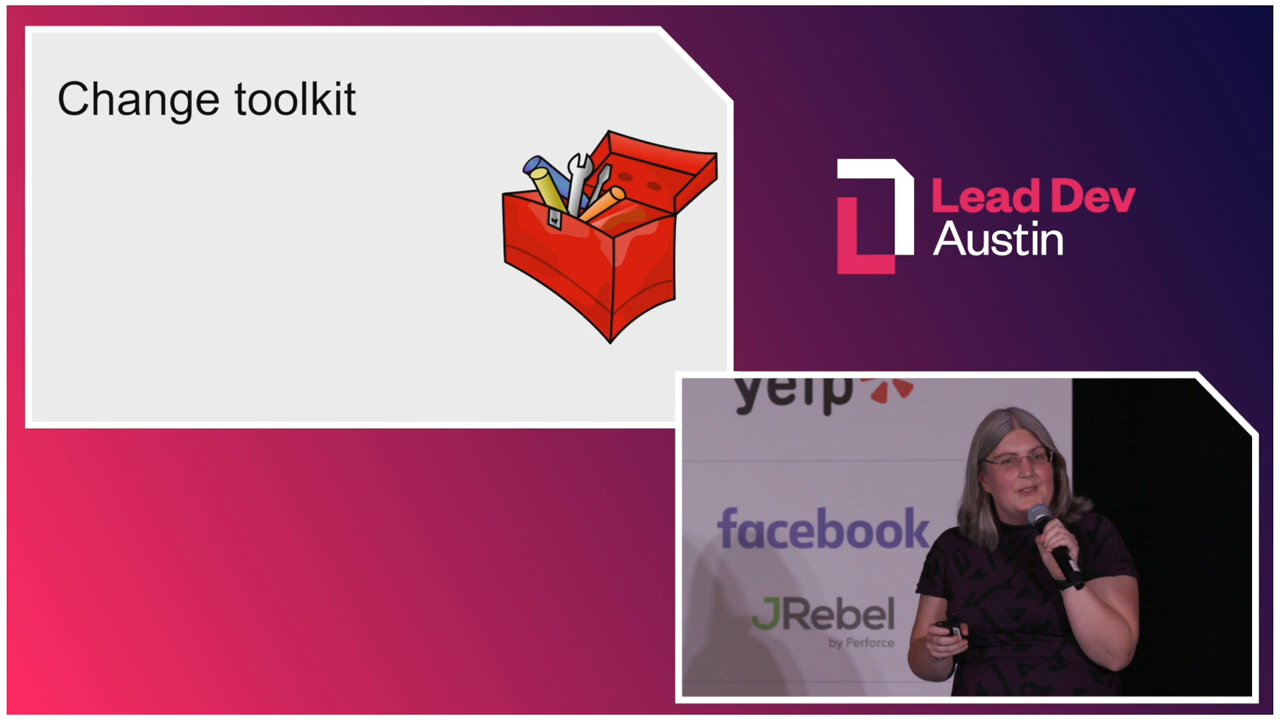 Change toolkit
Lead Dev
Austin
yelp
facebook
JRebel
by Perforce